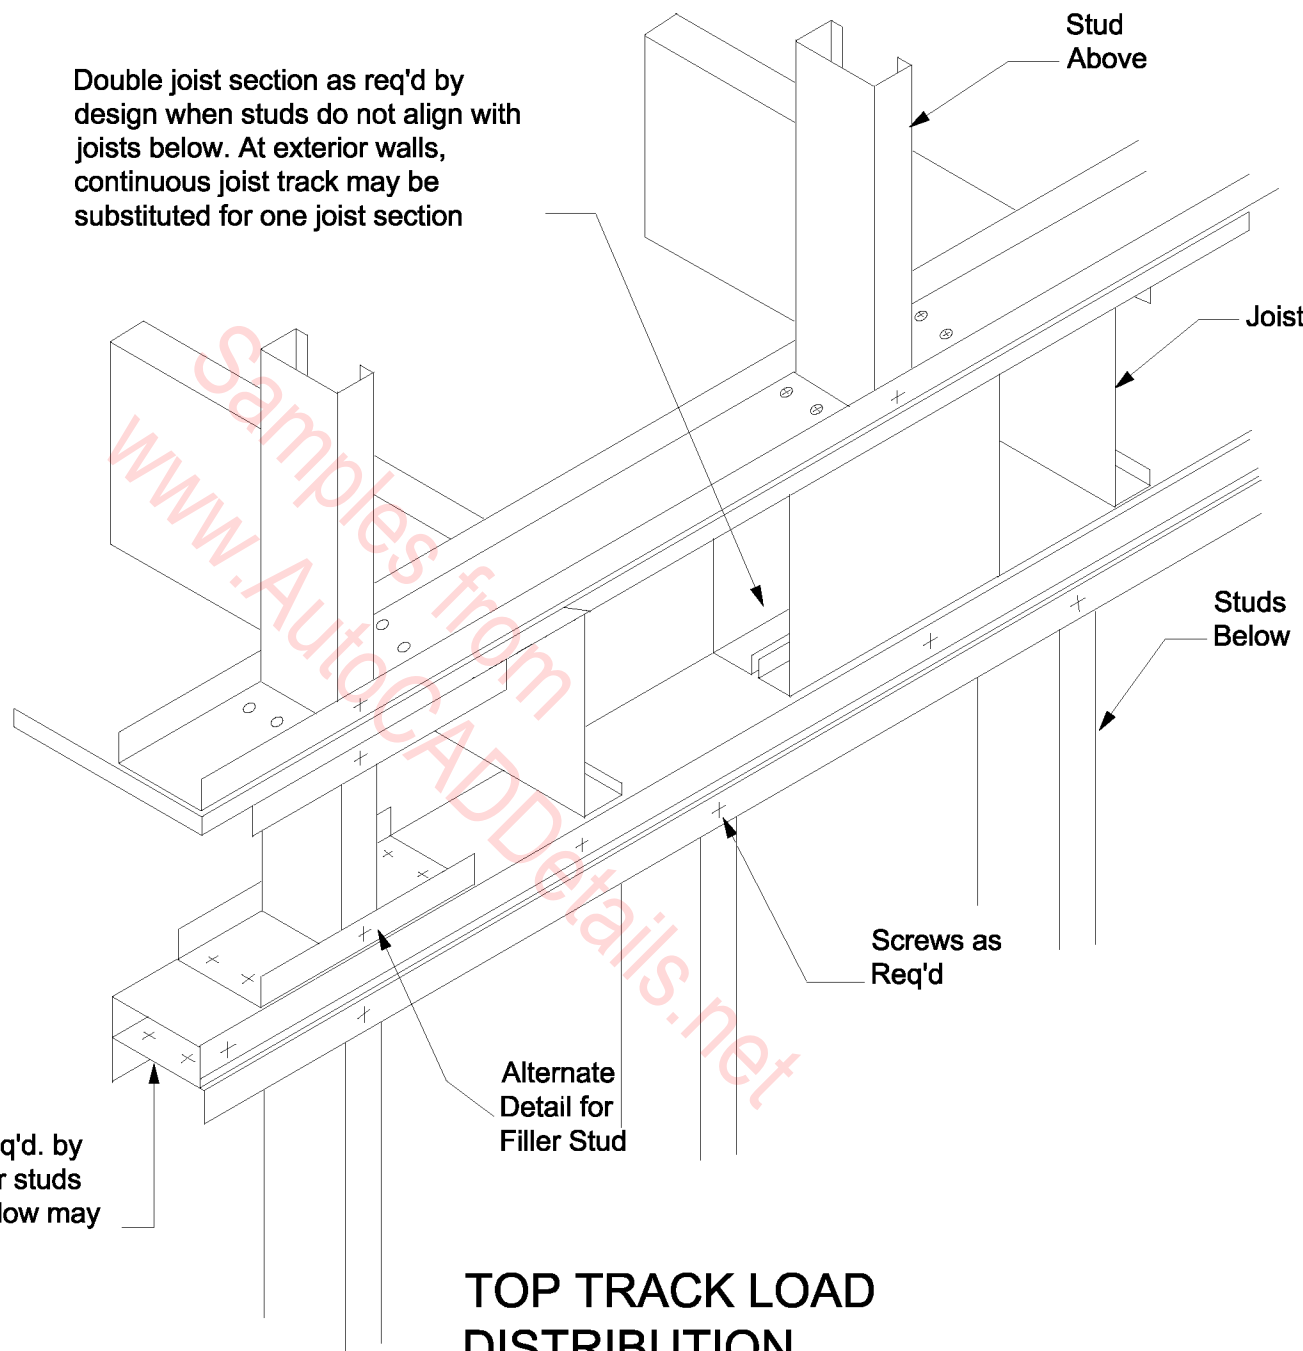 Stud
Above
Double joist section as req'd by
design when studs do not align with
joists below. At exterior walls,
continuous joist track may be
substituted for one joist section
Joist
Samples from
www.AutoCADDetails.net
Studs
Below
Screws as
Req'd
Alternate
Detail for
Filler Stud
q'd. by
r studs
low may
TOP TRACK LOAD
DISTRIBUTION